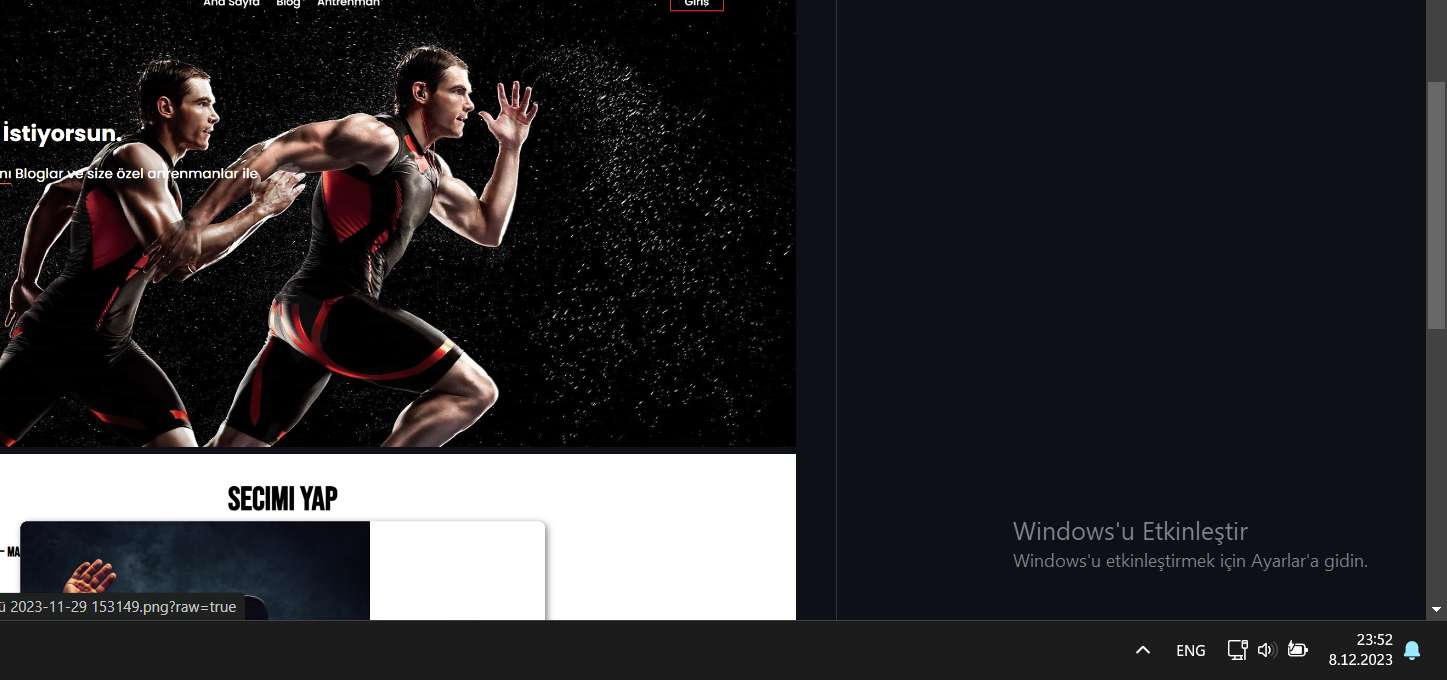 Ana Sayfa Blog Antrenman Giriş
İstiyorsun.
nı Bloglar ve size özel antrenmanlar ile
SECIMI YAP
– MA
ü 2023-11-29 153149.png?raw=true
Windows'u Etkinleştir
Windows'u etkinleştirmek için Ayarlar'a gidin.
ENG
23:52
8.12.2023